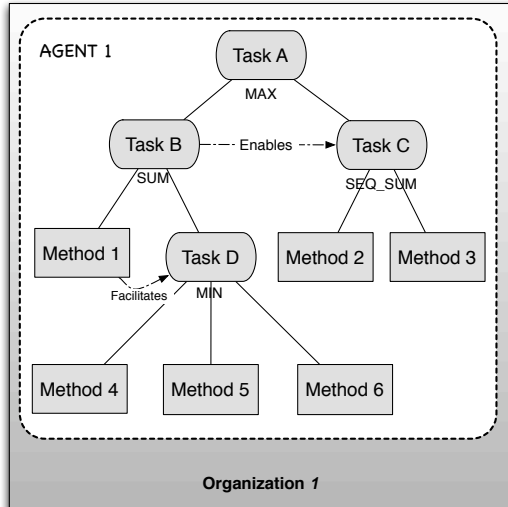 AGENT 1
Task A
MAX
Task B
Enables
Task C
SUM
SEQ_SUM
Method 1
Task D
Method 2
Method 3
Facilitates
MIN
Method 4
Method 5
Method 6
Organization 1